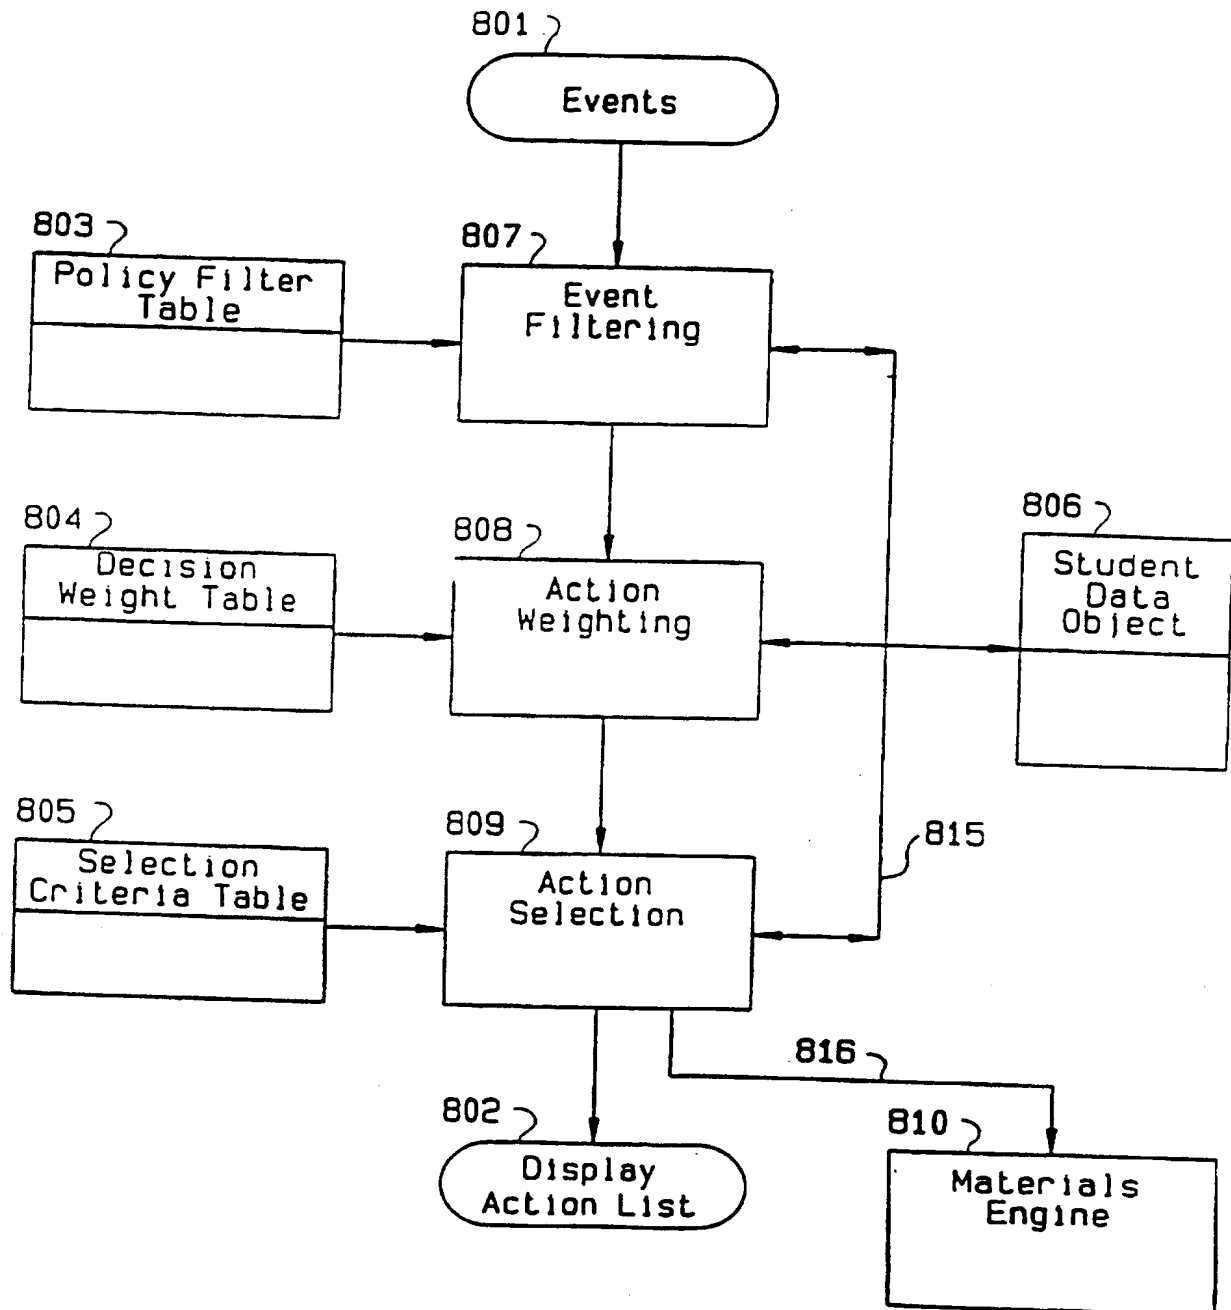 801
Events
803
Policy Filter
Table
807
Event
Filtering
804
Decision
Weight Table
808
Action
Weighting
806
Student
Data
Object
805
Selection
Criteria Table
809
Action
Selection
815
816
802
Display
Action List
810
Materials
Engine